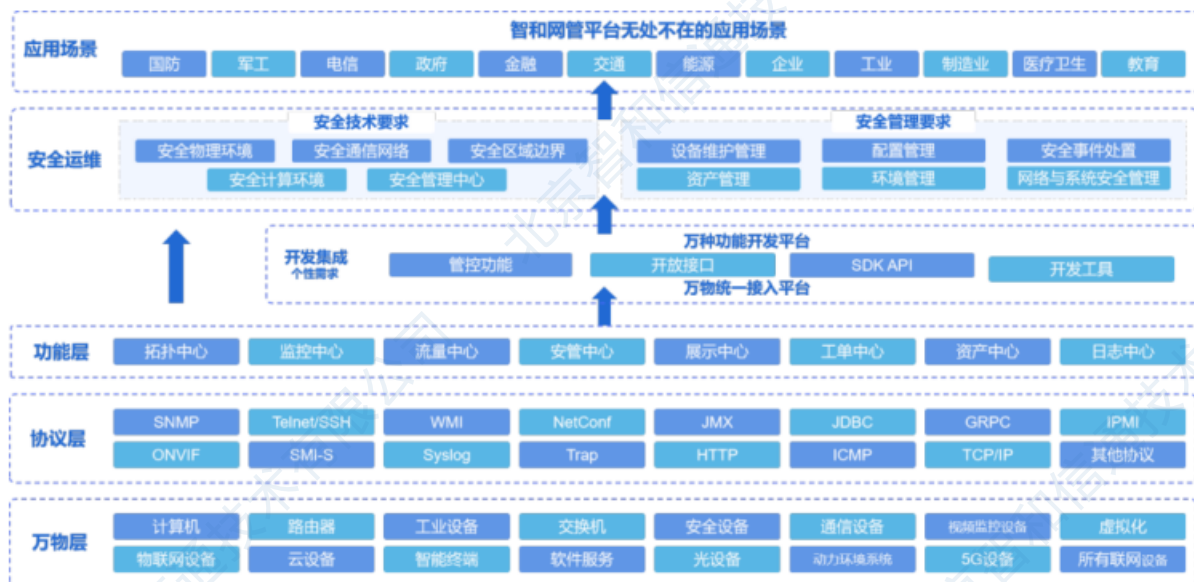 智和网管平台无处不在的应用场景
应用场景
国防 军工 电信 政府 金融 交通 能源 企业 工业 制造业 医疗卫生 教育
安全技术要求 安全管理要求
安全运维
安全物理环境 安全通信网络 安全区域边界 设备维护管理 配置管理 安全事件处置
安全计算环境 安全管理中心 资产管理 环境管理 网络与系统安全管理
万种功能开发平台
开发集成
个性需求
管控功能 开放接口 SDK API 开发工具
万物统一接入平台
功能层
拓扑中心 监控中心 流量中心 安管中心 展示中心 工单中心 资产中心 日志中心
协议层
SNMP Telnet/SSH WMI NetConf JMX JDBC GRPC IPMI
ONVIF SMI-S Syslog Trap HTTP ICMP TCP/IP 其他协议
万物层
计算机 路由器 工业设备 交换机 安全设备 通信设备 视频监控设备 虚拟化
物联网设备 云设备 智能终端 软件服务 光设备 动力环境系统 5G设备 所有联网设备